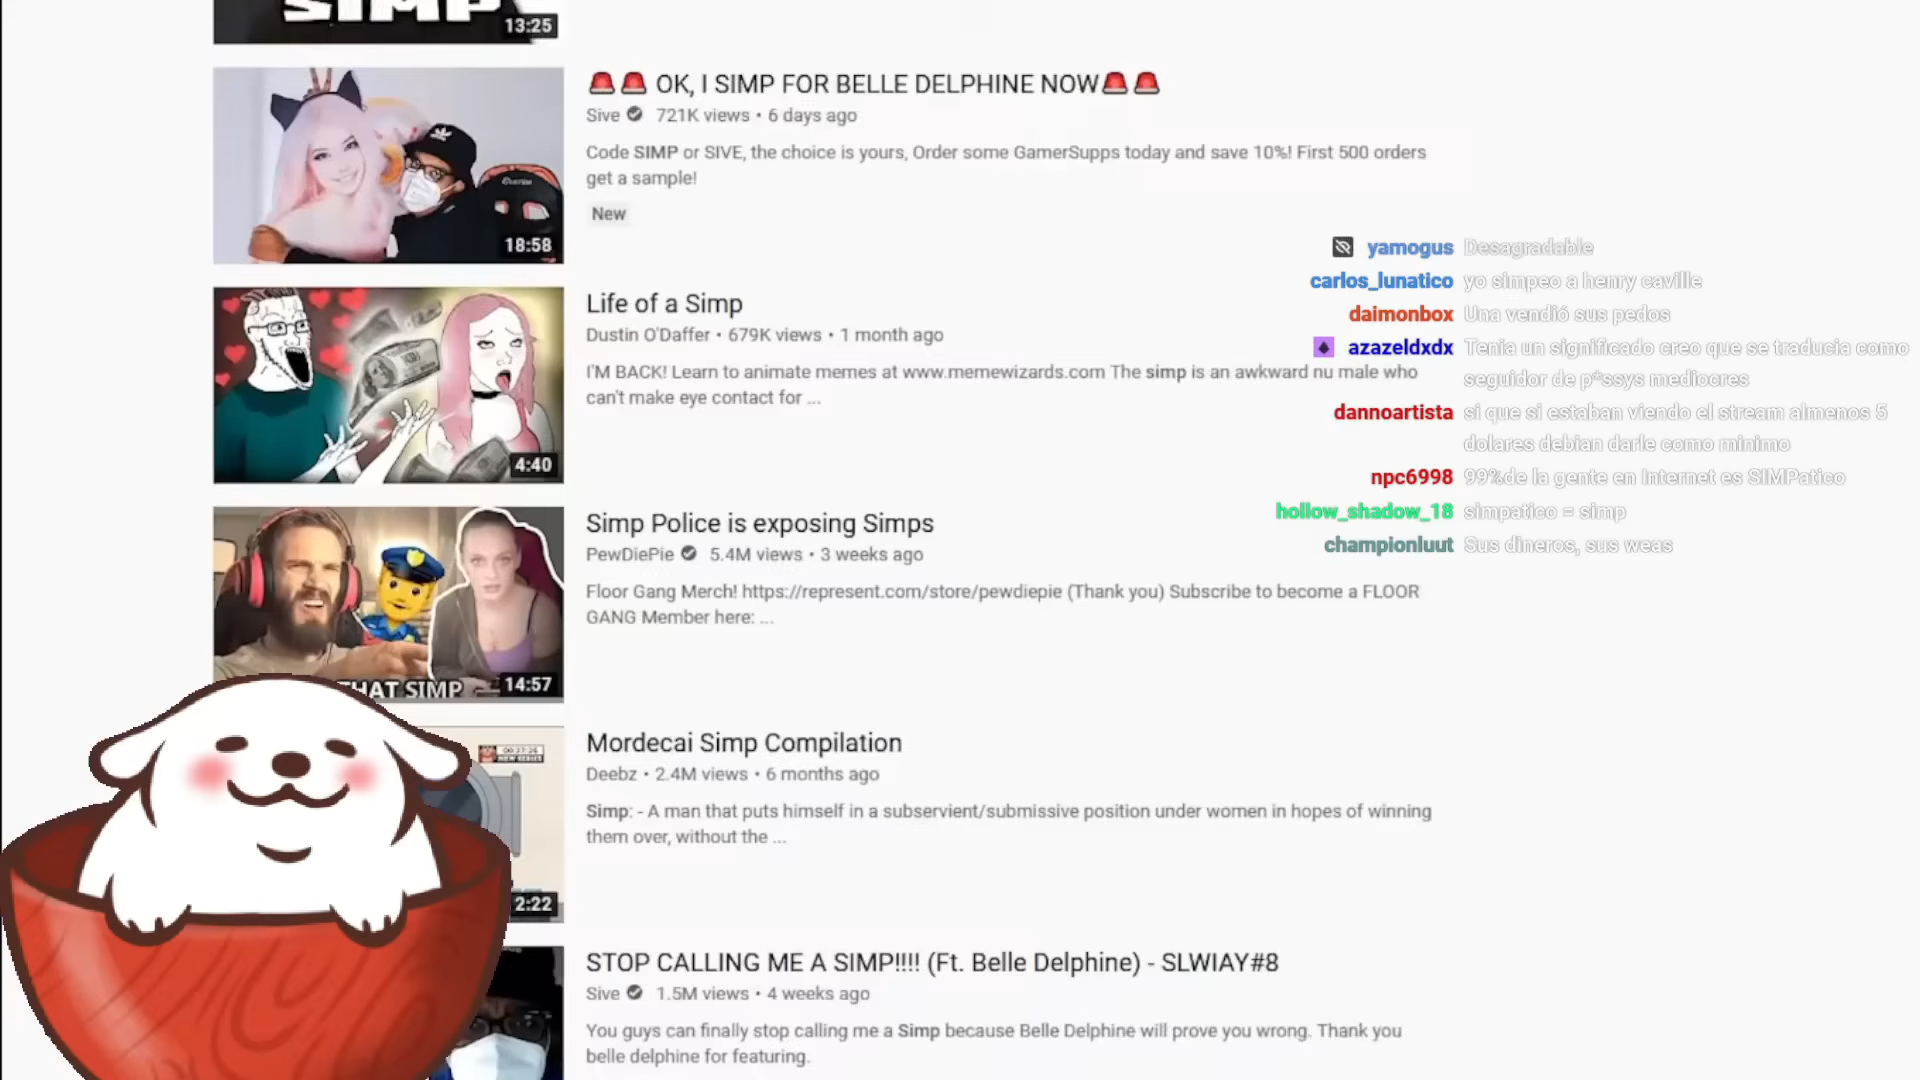 SIMP
13:25
🚨🚨 OK, I SIMP FOR BELLE DELPHINE NOW🚨🚨
Sive 721K views • 6 days ago
Code SIMP or SIVE, the choice is yours, Order some GamerSupps today and save 10%! First 500 orders
get a sample!
New
18:58
Life of a Simp
Dustin O'Daffer • 679K views • 1 month ago
I'M BACK! Learn to animate memes at www.memewizards.com The simp is an awkward nu male who
can't make eye contact for ...
4:40
Simp Police is exposing Simps
PewDiePie 5.4M views • 3 weeks ago
Floor Gang Merch! https://represent.com/store/pewdiepie (Thank you) Subscribe to become a FLOOR
GANG Member here: ...
THAT SIMP
14:57
Mordecai Simp Compilation
Deebz • 2.4M views • 6 months ago
Simp: - A man that puts himself in a subservient/submissive position under women in hopes of winning
them over, without the ...
2:22
STOP CALLING ME A SIMP!!!! (Ft. Belle Delphine) - SLWIAY#8
Sive 1.5M views • 4 weeks ago
You guys can finally stop calling me a Simp because Belle Delphine will prove you wrong. Thank you
belle delphine for featuring.
yamogus Desagradable
carlos_lunatico yo simpeo a henry caville
daimonbox Una vendió sus pedos
azazeldxdx Tenia un significado creo que se traducia como
seguidor de p*ssys mediocres
dannoartista si que si estaban viendo el stream almenos 5
dolares debian darle como minimo
npc6998 99%de la gente en Internet es SIMPatico
hollow_shadow_18 simpatico = simp
championluut Sus dineros, sus weas